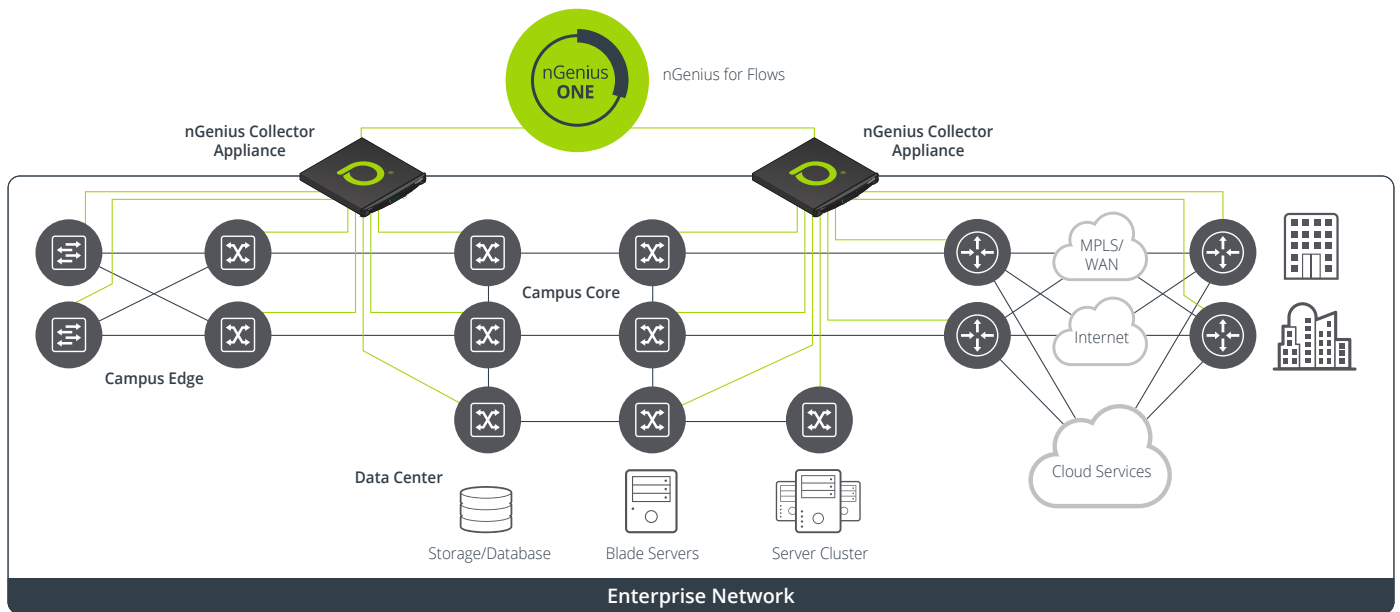 nGenius
ONE
nGenius for Flows
nGenius Collector
Appliance
nGenius Collector
Appliance
MPLS/
WAN
Campus Core
Internet
Campus Edge
Cloud Services
Data Center
Storage/Database
Blade Servers
Server Cluster
Enterprise Network